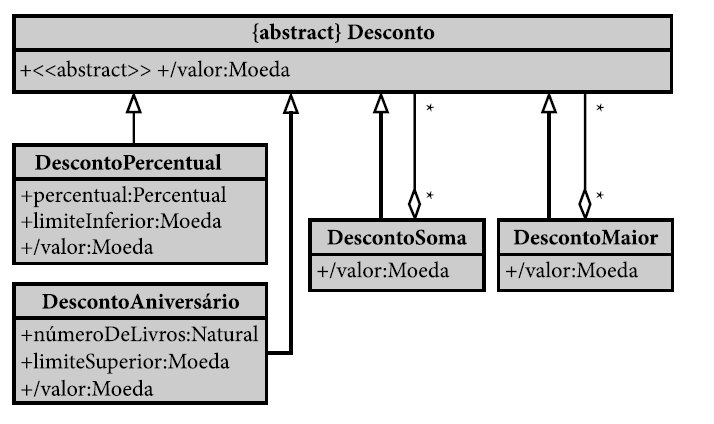 {abstract} Desconto
+<<abstract>> +/valor:Moeda
*
*
DescontoPercentual
+percentual:Percentual
+limiteInferior:Moeda
+/valor:Moeda
*
*
DescontoSoma
+/valor:Moeda
DescontoMaior
+/valor:Moeda
DescontoAniversário
+númeroDeLivros:Natural
+limiteSuperior:Moeda
+/valor:Moeda